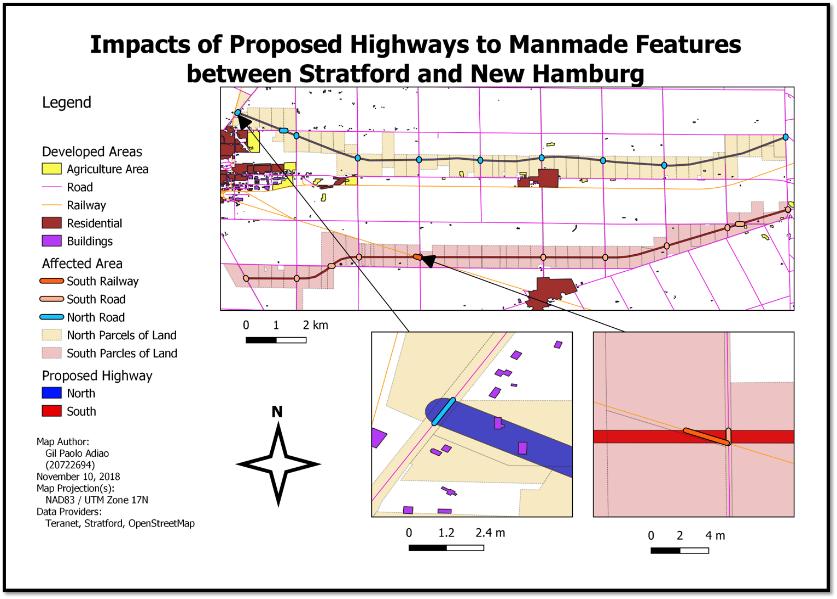 Impacts of Proposed Highways to Manmade Features
between Stratford and New Hamburg
Legend
Developed Areas
Agriculture Area
Road
Railway
Residential
Buildings
Affected Area
South Railway
South Road
North Road
North Parcels of Land
South Parcles of Land
Proposed Highway
North
South
Map Author:
Gil Paolo Adiao
(20722694)
November 10, 2018
Map Projection(s):
NAD83 / UTM Zone 17N
Data Providers:
Teranet, Stratford, OpenStreetMap
N
0 1 2 km
0 1.2 2.4 m
0 2 4 m